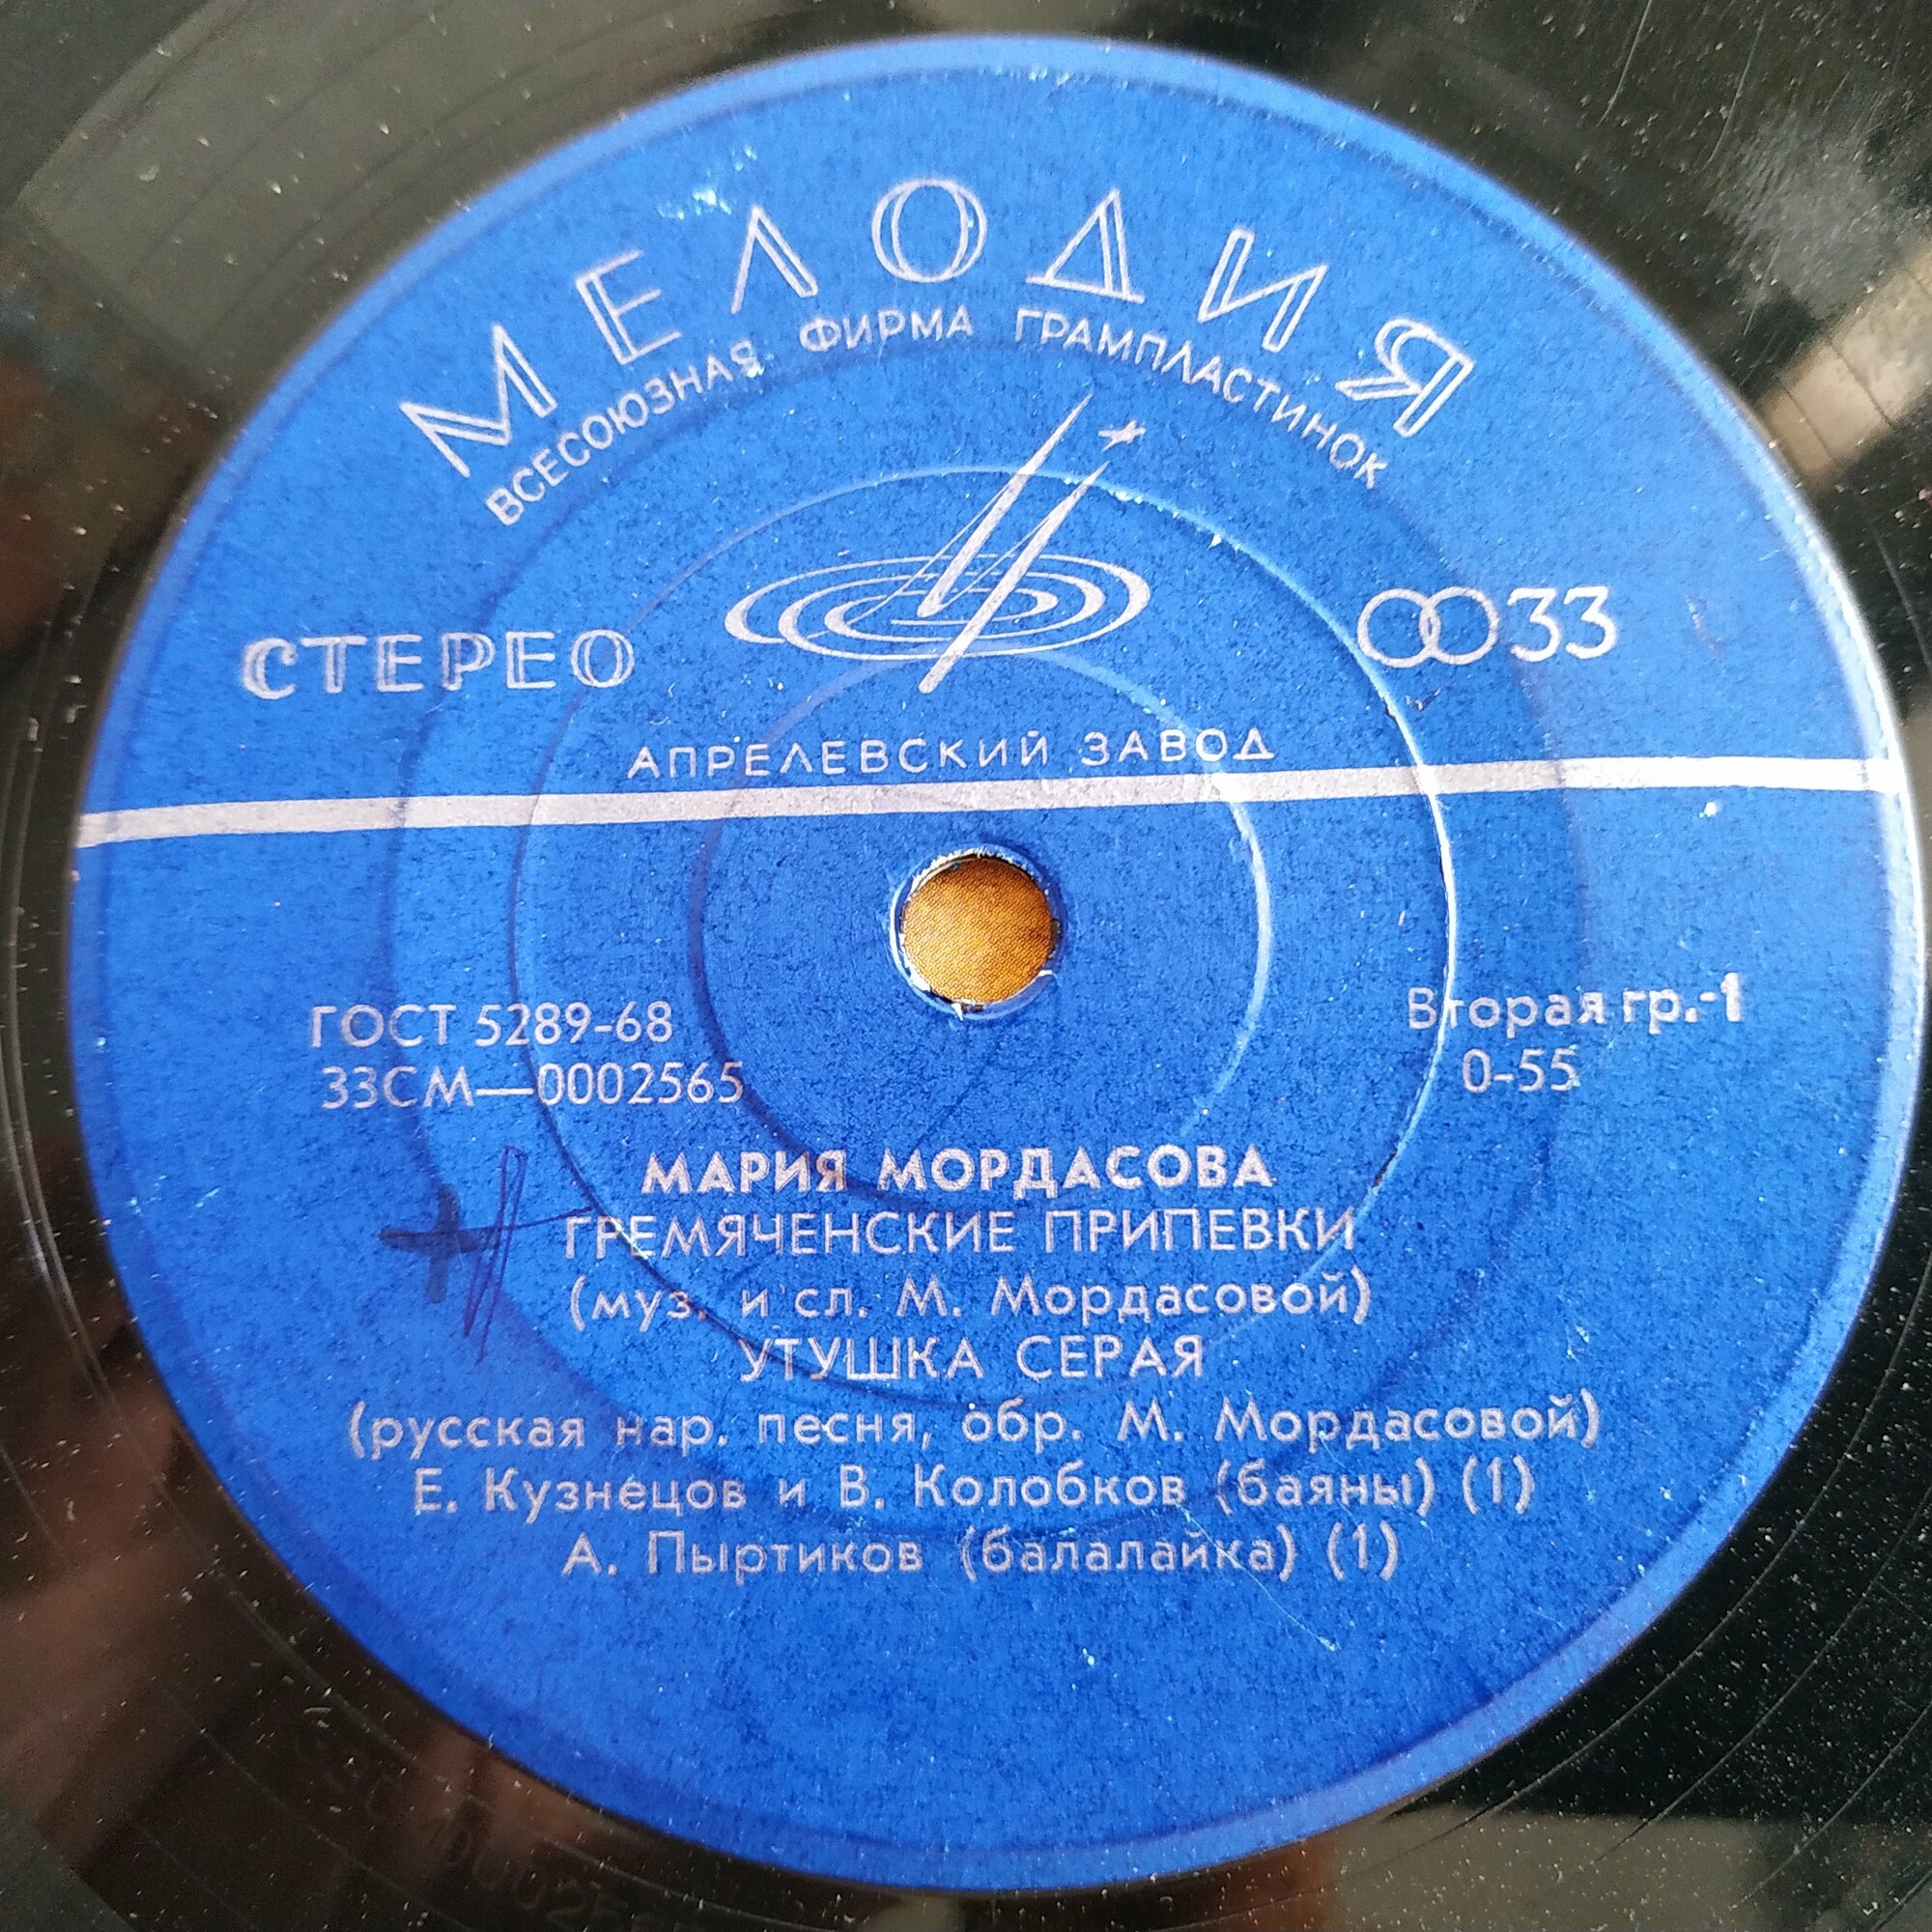 МЕЛОДИЯ
ВСЕСОЮЗНАЯ ФИРМА ГРАМПЛАСТИНОК
СТЕРЕО
33
АПРЕЛЕВСКИЙ ЗАВОД
ГОСТ 5289-68
33СМ—0002565
Вторая гр.-1
0-55
МАРИЯ МОРДАСОВА
ГРЕМЯЧЕНСКИЕ ПРИПЕВКИ
(муз. и сл. М. Мордасовой)
УТУШКА СЕРАЯ
(русская нар. песня, обр. М. Мордасовой)
Е. Кузнецов и В. Колобков (баяны) (1)
А. Пыртиков (балалайка) (1)